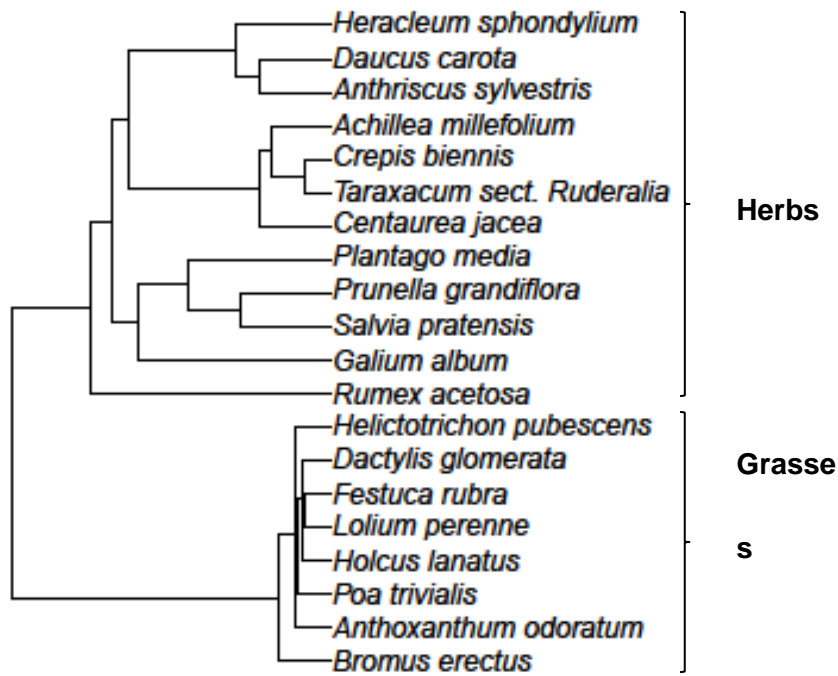 Heracleum sphondylium
Daucus carota
Anthriscus sylvestris
Achillea millefolium
Crepis biennis
Taraxacum sect. Ruderalia
Centaurea jacea
Plantago media
Prunella grandiflora
Salvia pratensis
Galium album
Rumex acetosa
Helictotrichon pubescens
Dactylis glomerata
Festuca rubra
Lolium perenne
Holcus lanatus
Poa trivialis
Anthoxanthum odoratum
Bromus erectus
Herbs
Grasse
s